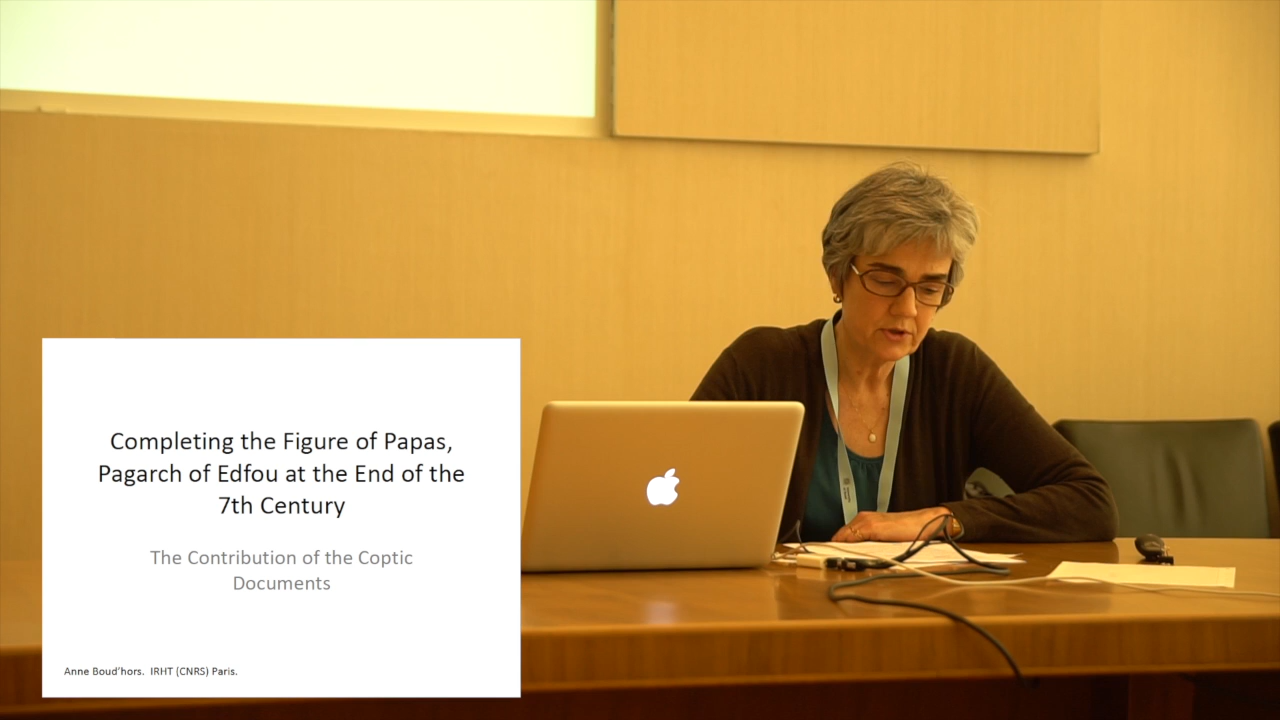 Completing the Figure of Papas,
Pagarch of Edfou at the End of the
7th Century
The Contribution of the Coptic
Documents
Anne Boud'hors. IRHT (CNRS) Paris.